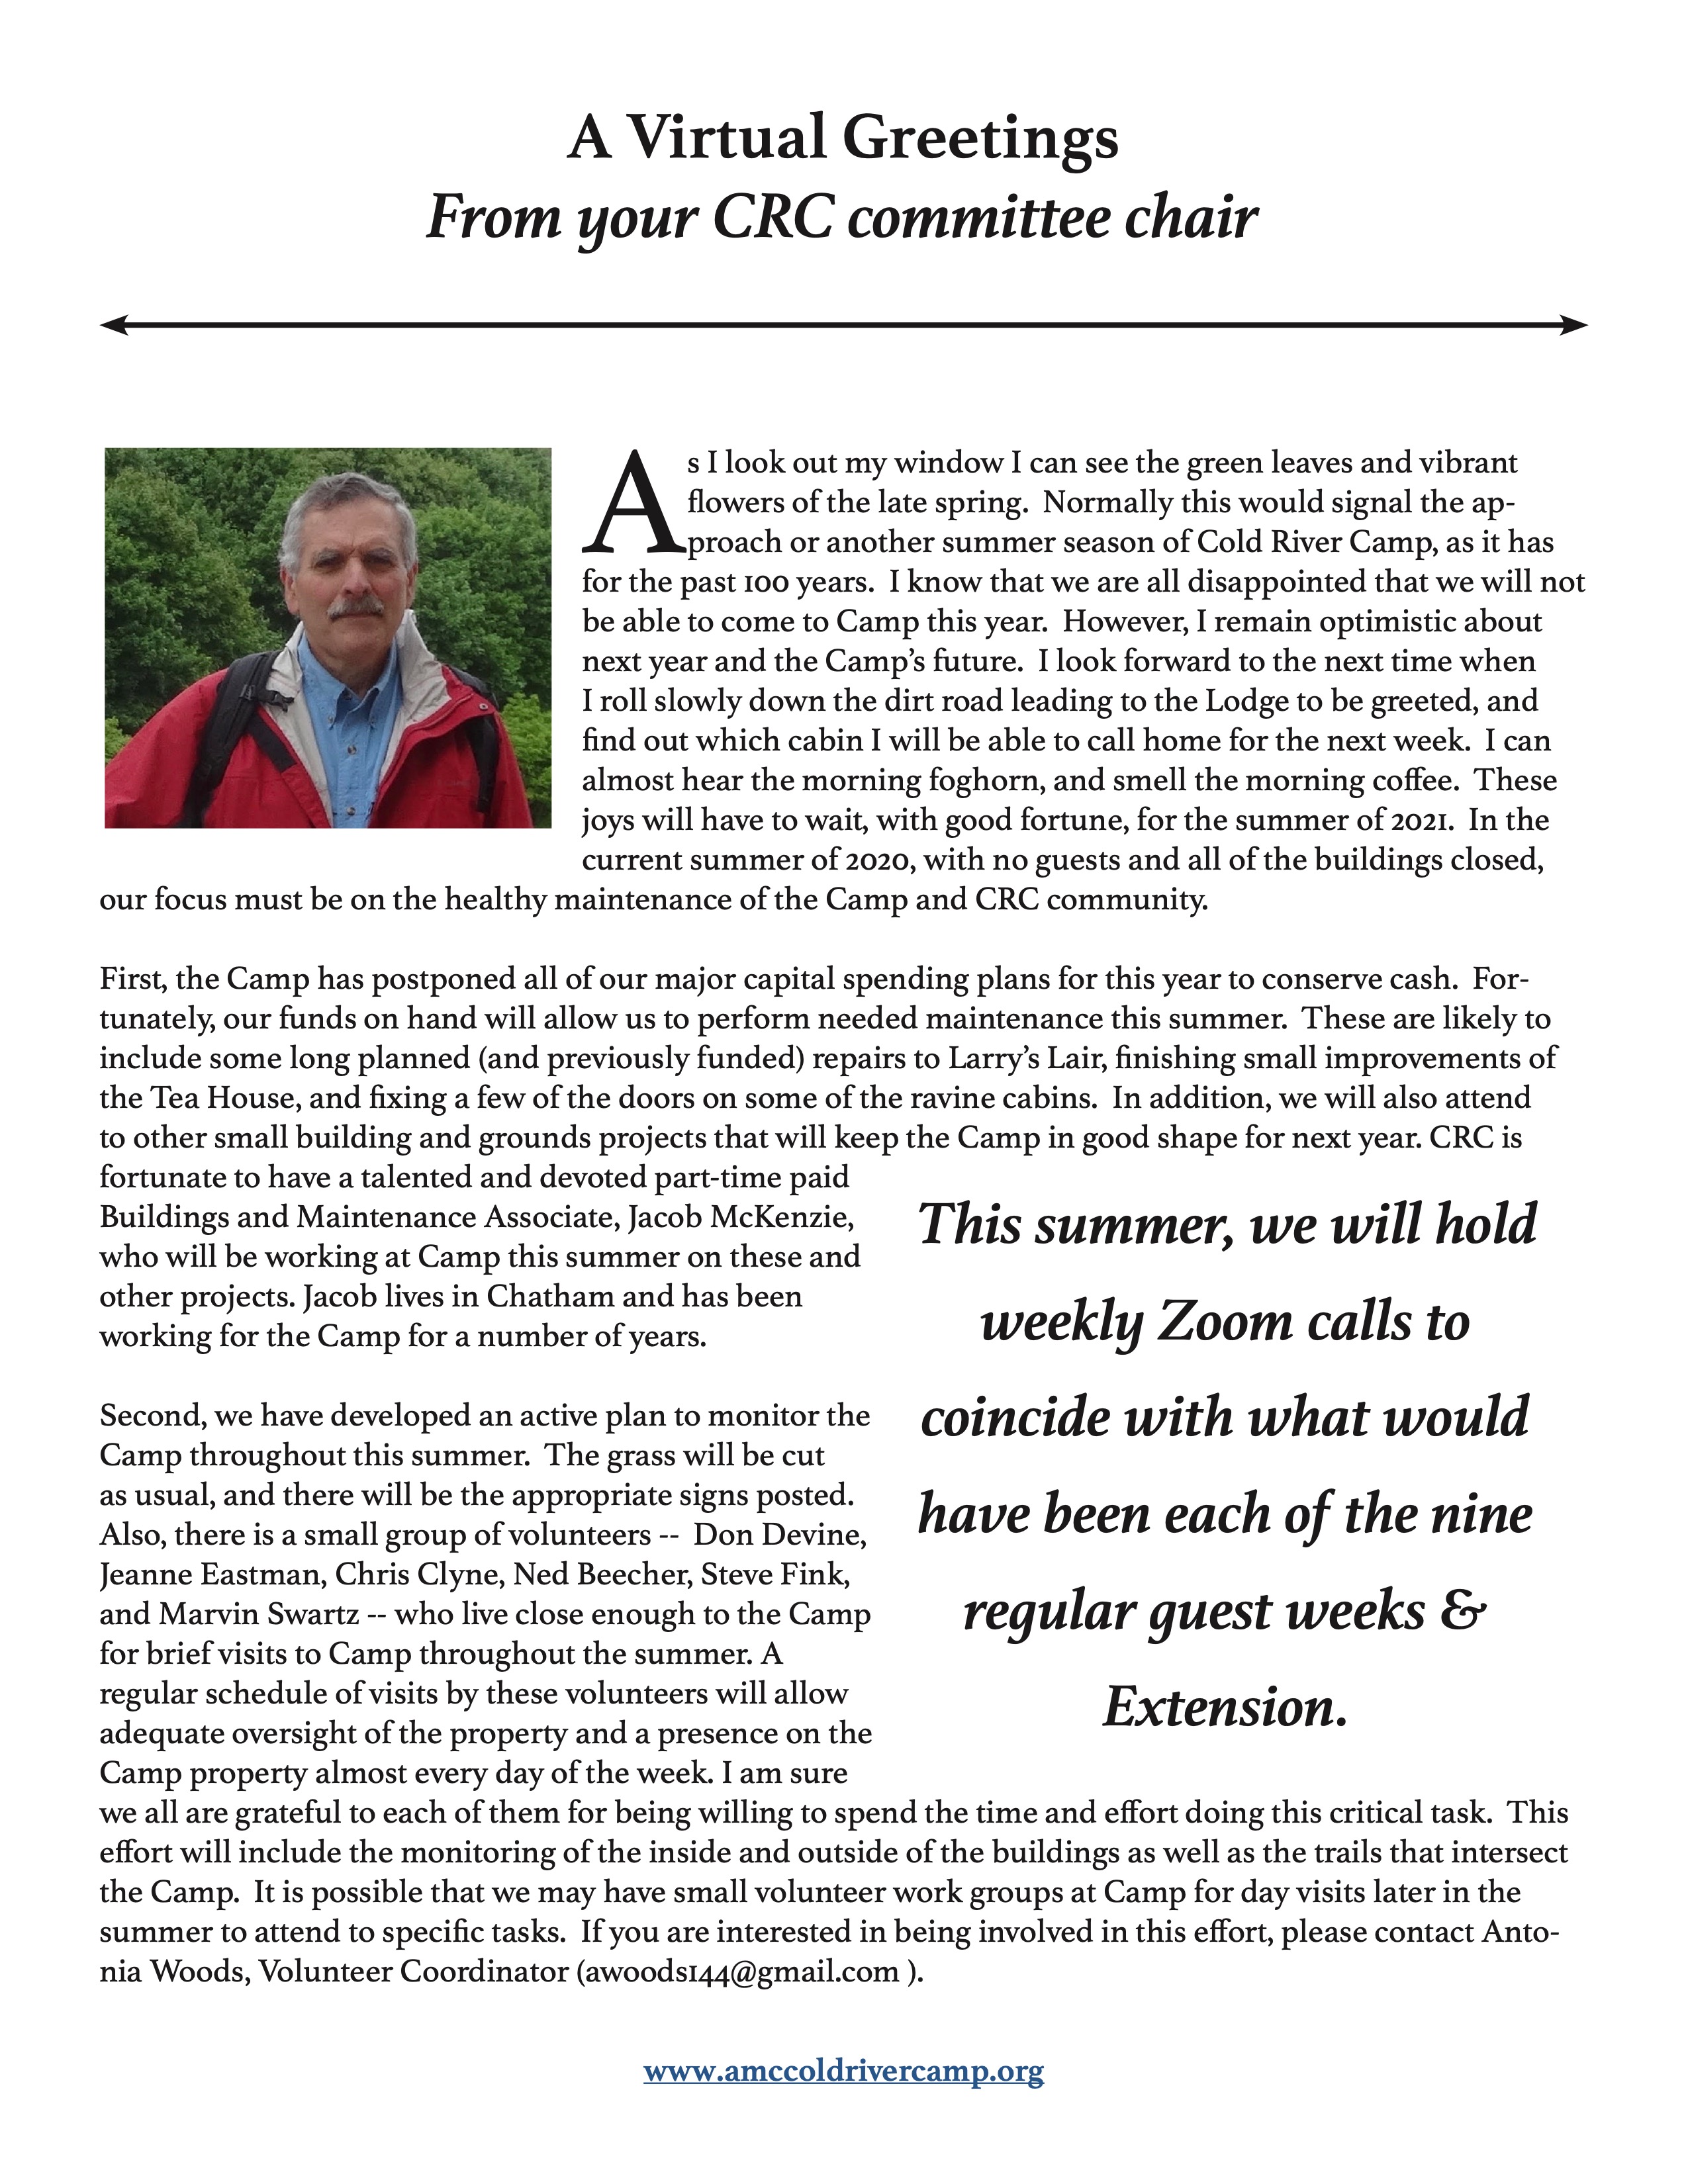 A Virtual Greetings
From your CRC committee chair
As I look out my window I can see the green leaves and vibrant
flowers of the late spring.  Normally this would signal the ap-
proach or another summer season of Cold River Camp, as it has
for the past 100 years.  I know that we are all disappointed that we will not
be able to come to Camp this year.  However, I remain optimistic about
next year and the Camp’s future.  I look forward to the next time when
I roll slowly down the dirt road leading to the Lodge to be greeted, and
find out which cabin I will be able to call home for the next week.  I can
almost hear the morning foghorn, and smell the morning coffee.  These
joys will have to wait, with good fortune, for the summer of 2021.  In the
current summer of 2020, with no guests and all of the buildings closed,
our focus must be on the healthy maintenance of the Camp and CRC community.
First, the Camp has postponed all of our major capital spending plans for this year to conserve cash.  For-
tunately, our funds on hand will allow us to perform needed maintenance this summer.  These are likely to
include some long planned (and previously funded) repairs to Larry’s Lair, finishing small improvements of
the Tea House, and fixing a few of the doors on some of the ravine cabins.  In addition, we will also attend
to other small building and grounds projects that will keep the Camp in good shape for next year. CRC is
fortunate to have a talented and devoted part-time paid
Buildings and Maintenance Associate, Jacob McKenzie,
who will be working at Camp this summer on these and
other projects. Jacob lives in Chatham and has been
working for the Camp for a number of years.
Second, we have developed an active plan to monitor the
Camp throughout this summer.  The grass will be cut
as usual, and there will be the appropriate signs posted.
Also, there is a small group of volunteers --  Don Devine,
Jeanne Eastman, Chris Clyne, Ned Beecher, Steve Fink,
and Marvin Swartz -- who live close enough to the Camp
for brief visits to Camp throughout the summer. A
regular schedule of visits by these volunteers will allow
adequate oversight of the property and a presence on the
Camp property almost every day of the week. I am sure
we all are grateful to each of them for being willing to spend the time and effort doing this critical task.  This
effort will include the monitoring of the inside and outside of the buildings as well as the trails that intersect
the Camp.  It is possible that we may have small volunteer work groups at Camp for day visits later in the
summer to attend to specific tasks.  If you are interested in being involved in this effort, please contact Anto-
nia Woods, Volunteer Coordinator (awoods144@gmail.com ).
This summer, we will hold
weekly Zoom calls to
coincide with what would
have been each of the nine
regular guest weeks &
Extension.
www.amccoldrivercamp.org